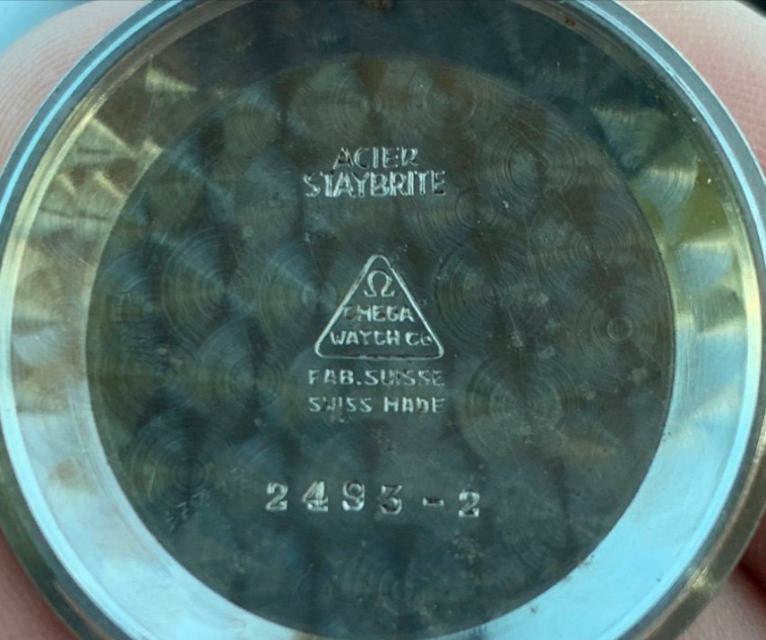 ACIER
STAYBRITE
Ω
OMEGA
WATCH Co
FAB. SUISSE
SWISS MADE
2493-2